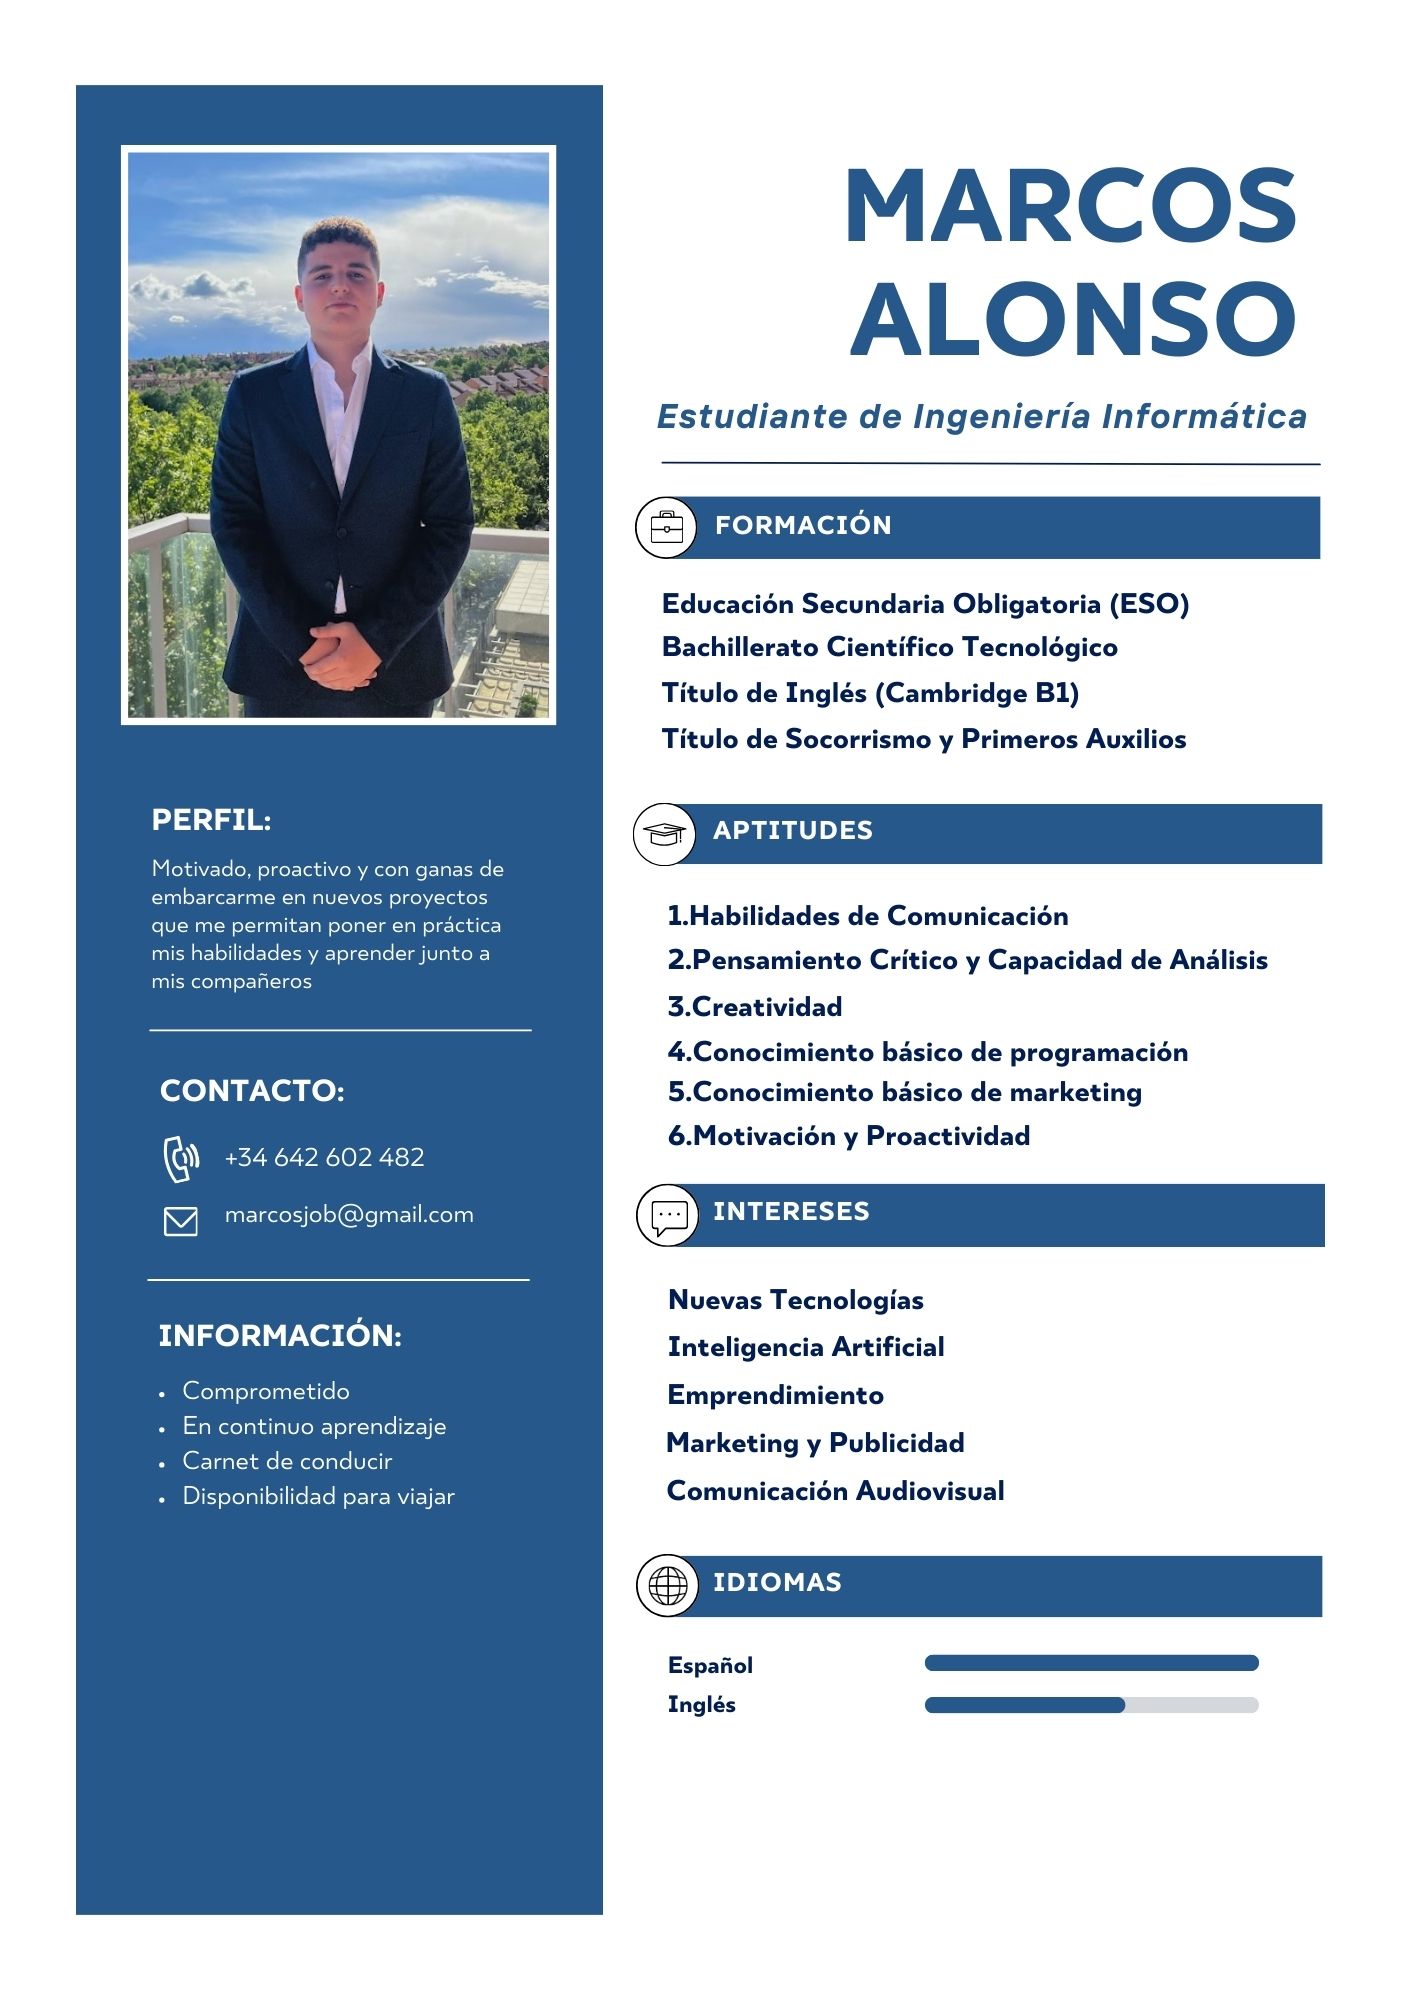 MARCOS
ALONSO
Estudiante de Ingeniería Informática
PERFIL:
Motivado, proactivo y con ganas de
embarcarme en nuevos proyectos
que me permitan poner en práctica
mis habilidades y aprender junto a
mis compañeros
CONTACTO:
+34 642 602 482
marcosjob@gmail.com
INFORMACIÓN:
• Comprometido
• En continuo aprendizaje
• Carnet de conducir
• Disponibilidad para viajar
FORMACIÓN
Educación Secundaria Obligatoria (ESO)
Bachillerato Científico Tecnológico
Título de Inglés (Cambridge B1)
Título de Socorrismo y Primeros Auxilios
APTITUDES
1.Habilidades de Comunicación
2.Pensamiento Crítico y Capacidad de Análisis
3.Creatividad
4.Conocimiento básico de programación
5.Conocimiento básico de marketing
6.Motivación y Proactividad
INTERESES
Nuevas Tecnologías
Inteligencia Artificial
Emprendimiento
Marketing y Publicidad
Comunicación Audiovisual
IDIOMAS
Español
Inglés